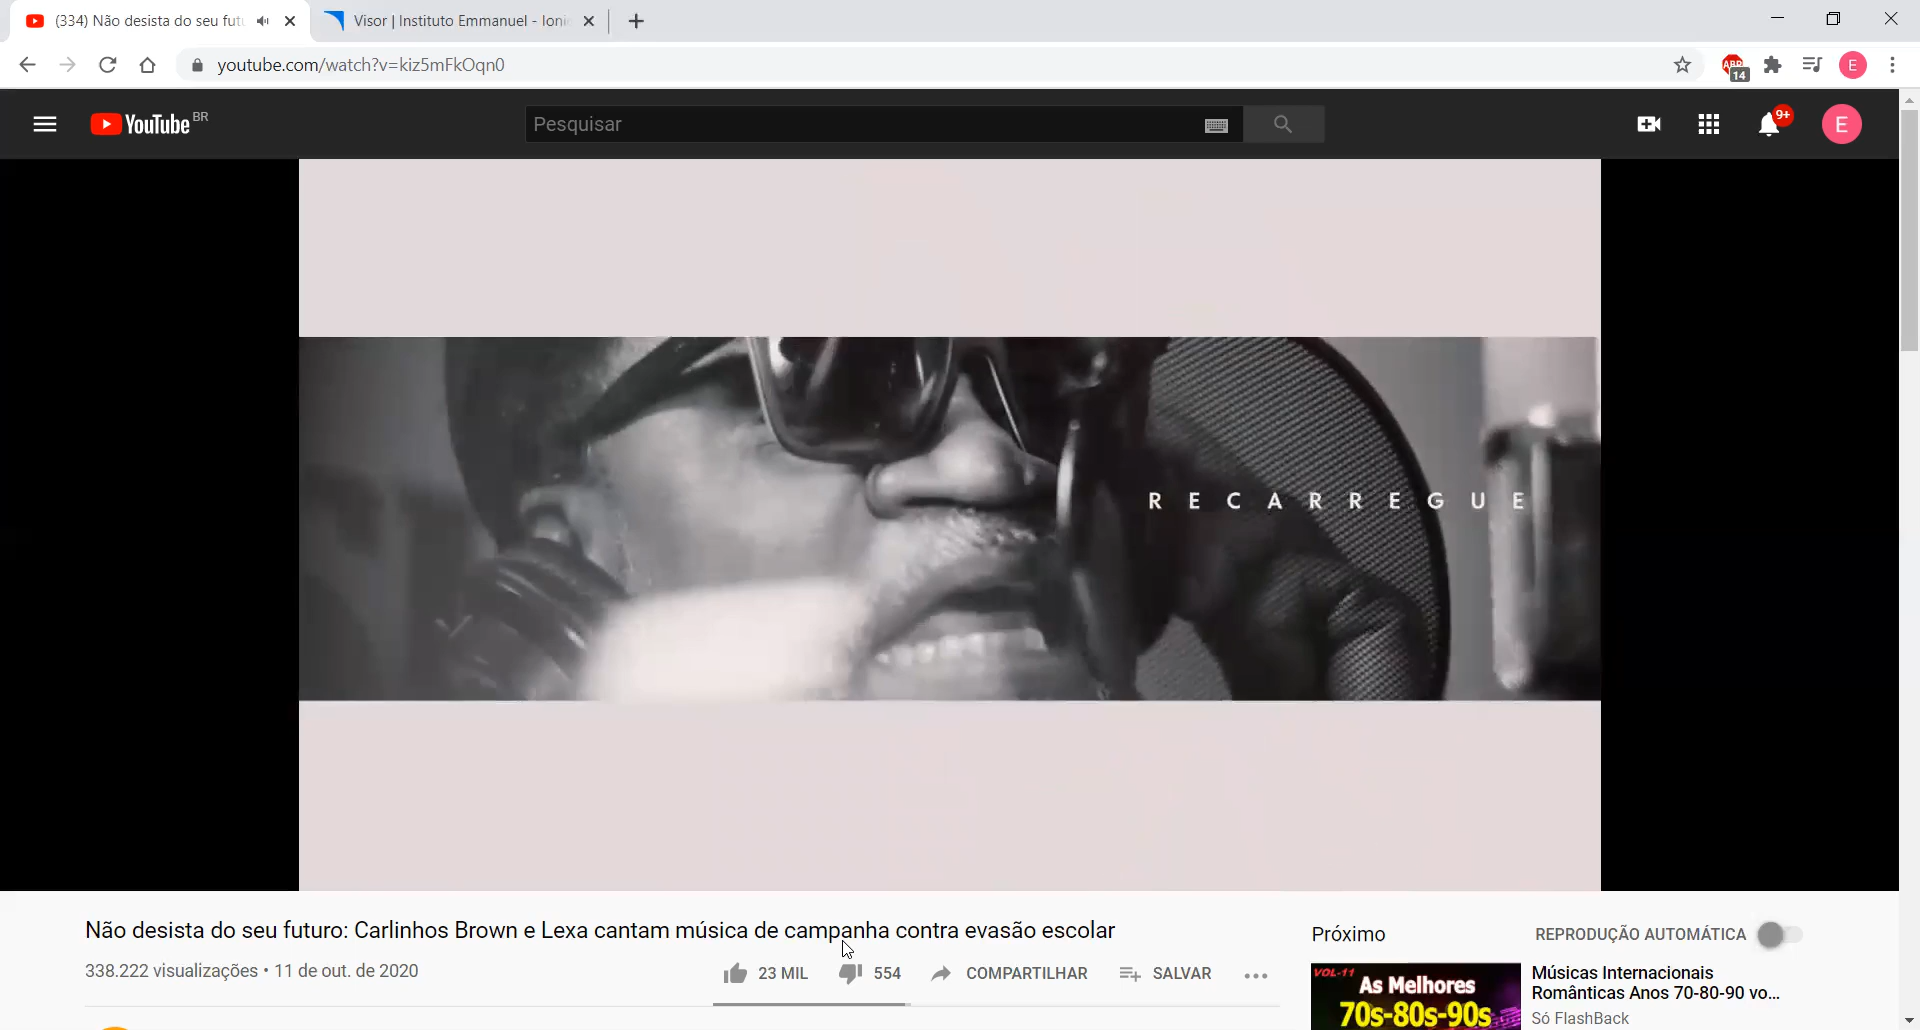 (334) Não desista do seu futu
Visor | Instituto Emmanuel - Ioni
youtube.com/watch?v=kiz5mFkOqn0
ABP
14
E
YouTube BR
Pesquisar
9+
E
RECARREGUE
Não desista do seu futuro: Carlinhos Brown e Lexa cantam música de campanha contra evasão escolar
338.222 visualizações • 11 de out. de 2020
23 MIL
554
COMPARTILHAR
SALVAR
Próximo
REPRODUÇÃO AUTOMÁTICA
VOL-11
As Melhores
70s-80s-90s
Músicas Internacionais
Românticas Anos 70-80-90 vo...
Só FlashBack